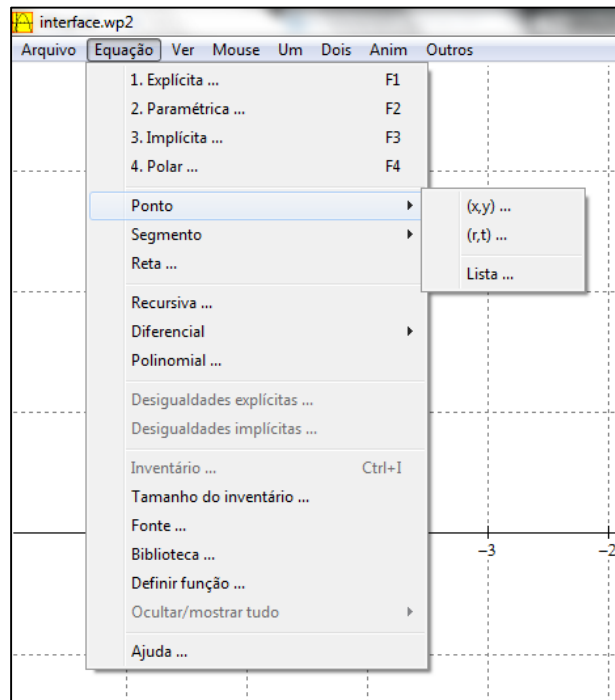 interface.wp2
Arquivo Equação Ver Mouse Um Dois Anim Outros
1. Explícita ... F1
2. Paramétrica ... F2
3. Implícita ... F3
4. Polar ... F4
Ponto
(x,y) ...
Segmento
(r,t) ...
Reta ...
Lista ...
Recursiva ...
Diferencial
Polinomial ...
Desigualdades explícitas ...
Desigualdades implícitas ...
Inventário ... Ctrl+I
Tamanho do inventário ...
Fonte ...
Biblioteca ...
Definir função ...
Ocultar/mostrar tudo
Ajuda ...
−3
−2